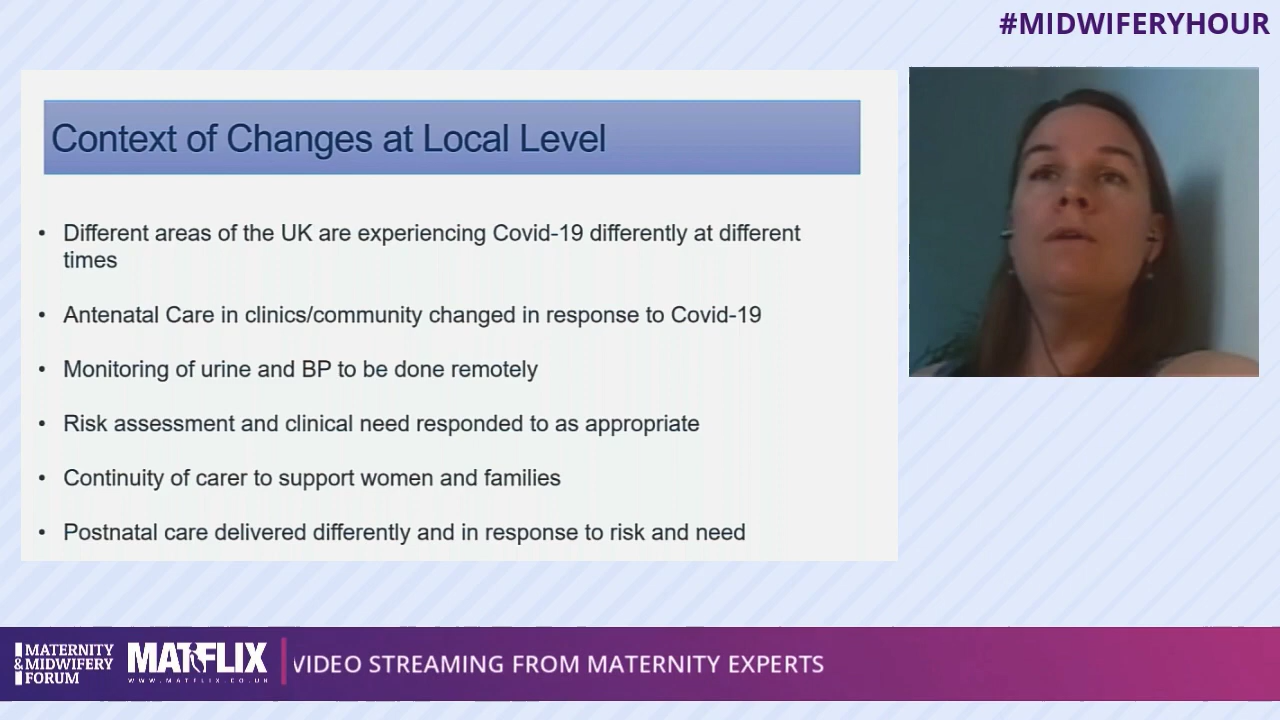 #MIDWIFERYHOUR
Context of Changes at Local Level
• Different areas of the UK are experiencing Covid-19 differently at different
times
• Antenatal Care in clinics/community changed in response to Covid-19
• Monitoring of urine and BP to be done remotely
• Risk assessment and clinical need responded to as appropriate
• Continuity of carer to support women and families
• Postnatal care delivered differently and in response to risk and need
MATERNITY
& MIDWIFERY
FORUM
MATFLIX
WWW.MATFLIX.CO.UK
VIDEO STREAMING FROM MATERNITY EXPERTS